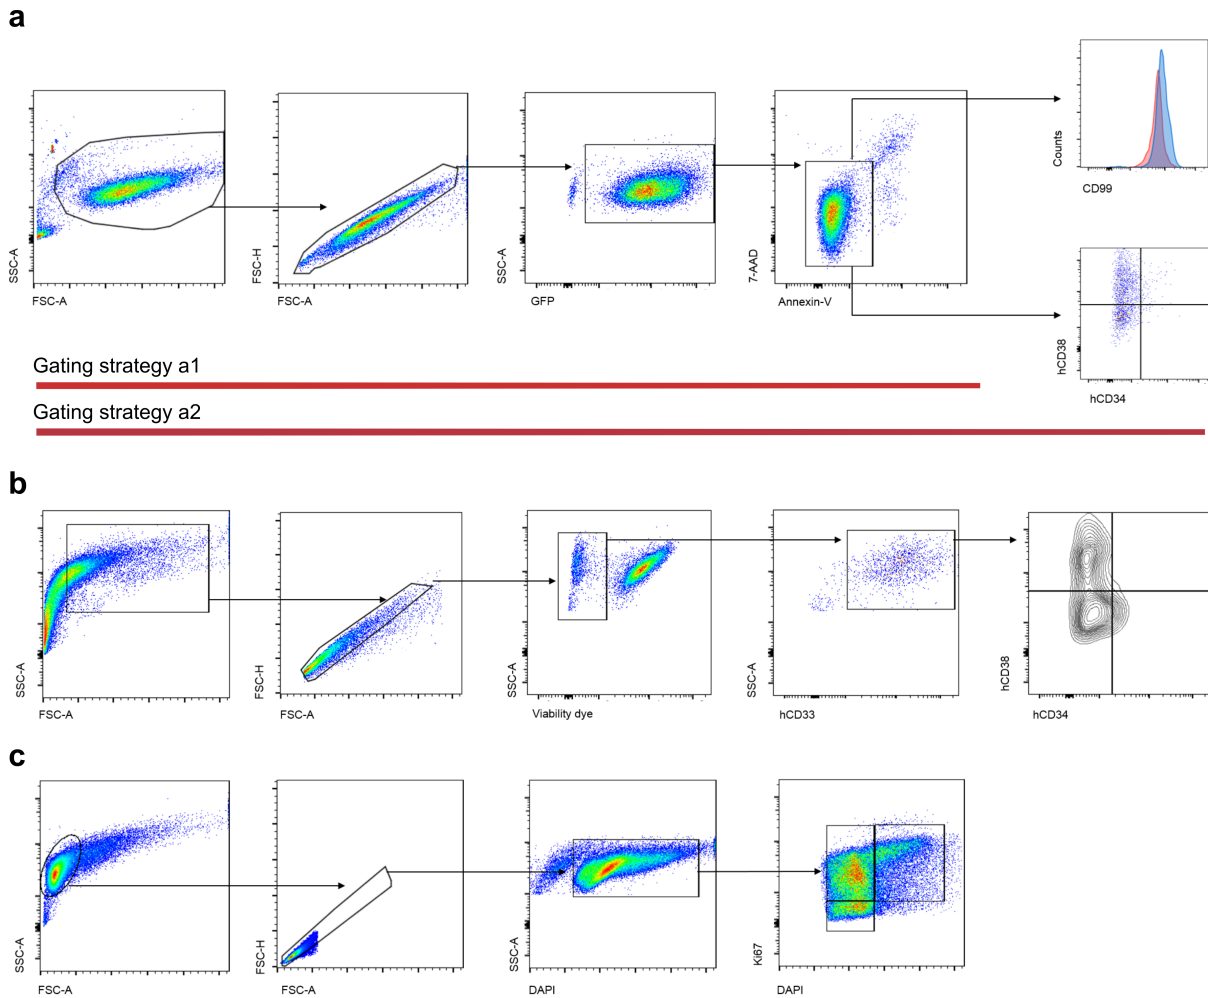 a
SSC-A
FSC-A
FSC-H
FSC-A
SSC-A
GFP
7-AAD
Annexin-V
Counts
CD99
hCD38
hCD34
Gating strategy a1
Gating strategy a2
b
SSC-A
FSC-A
FSC-H
FSC-A
SSC-A
Viability dye
SSC-A
hCD33
hCD38
hCD34
c
SSC-A
FSC-A
FSC-H
FSC-A
SSC-A
DAPI
Ki67
DAPI